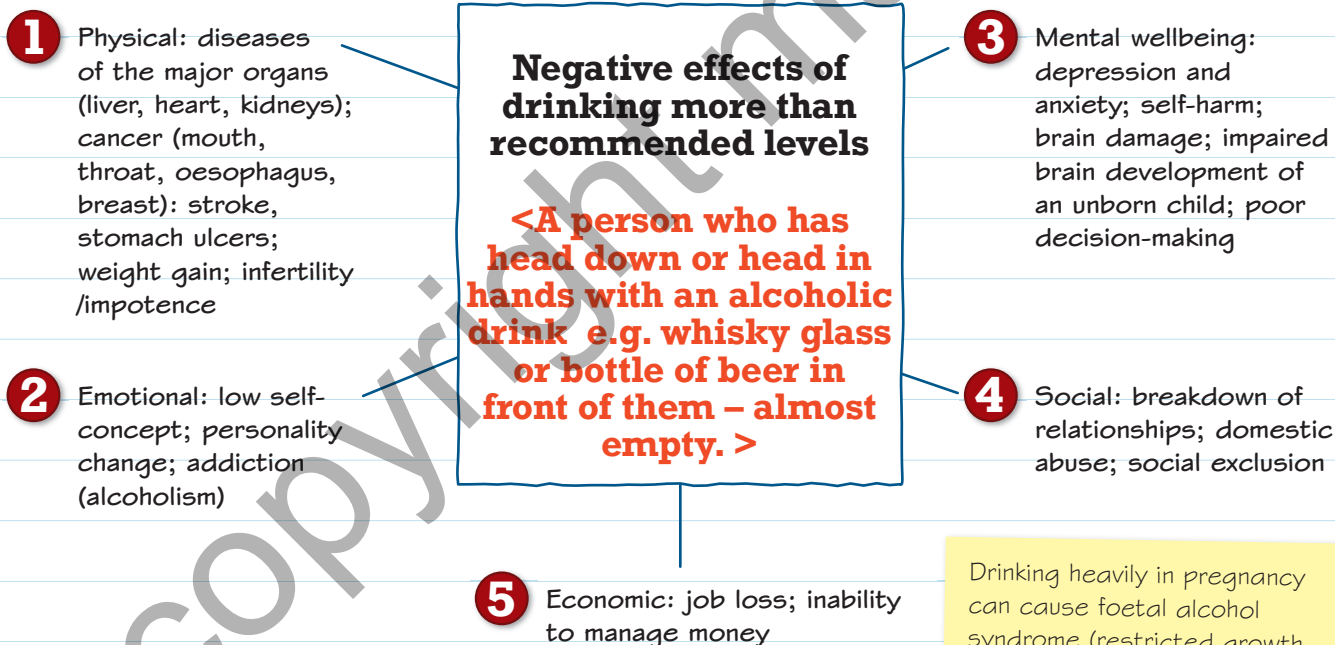 1
Physical: diseases
of the major organs
(liver, heart, kidneys);
cancer (mouth,
throat, oesophagus,
breast): stroke,
stomach ulcers;
weight gain; infertility
/impotence
2
Emotional: low self-
concept; personality
change; addiction
(alcoholism)
Negative effects of
drinking more than
recommended levels
<A person who has
head down or head in
hands with an alcoholic
drink e.g. whisky glass
or bottle of beer in
front of them – almost
empty. >
3
Mental wellbeing:
depression and
anxiety; self-harm;
brain damage; impaired
brain development of
an unborn child; poor
decision-making
4
Social: breakdown of
relationships; domestic
abuse; social exclusion
5
Economic: job loss; inability
to manage money
Drinking heavily in pregnancy
can cause foetal alcohol
syndrome (restricted growth
copyright